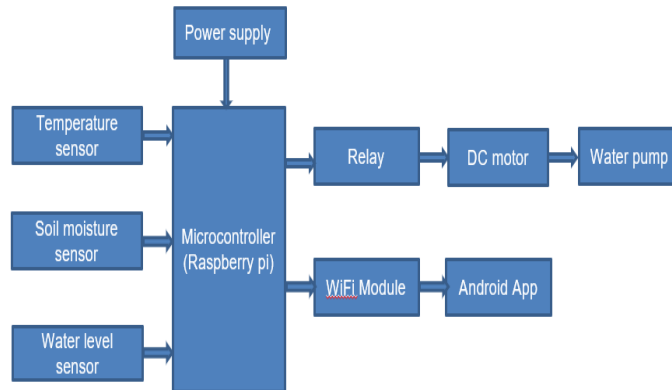 Power supply
Temperature
sensor
Soil moisture
sensor
Water level
sensor
Microcontroller
(Raspberry pi)
Relay
DC motor
Water pump
WiFi Module
Android App